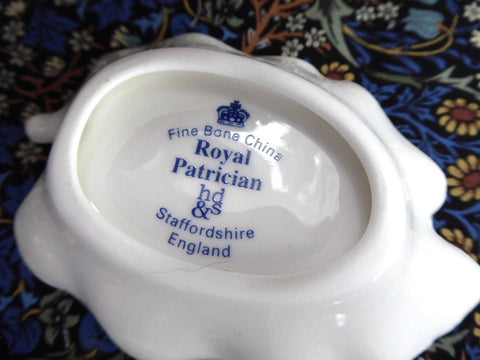 Fine Bone China
Royal
Patrician
hd
&s
Staffordshire
England